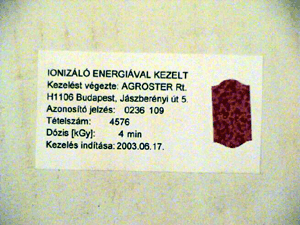 IONIZÁLÓ ENERGIÁVAL KEZELT
Kezelést végezte: AGROSTER Rt.
H1106 Budapest, Jászberényi út 5.
Azonosító jelzés: 0236 109
Tételszám: 4576
Dózis [kGy]: 4 min
Kezelés indítása: 2003.06.17.